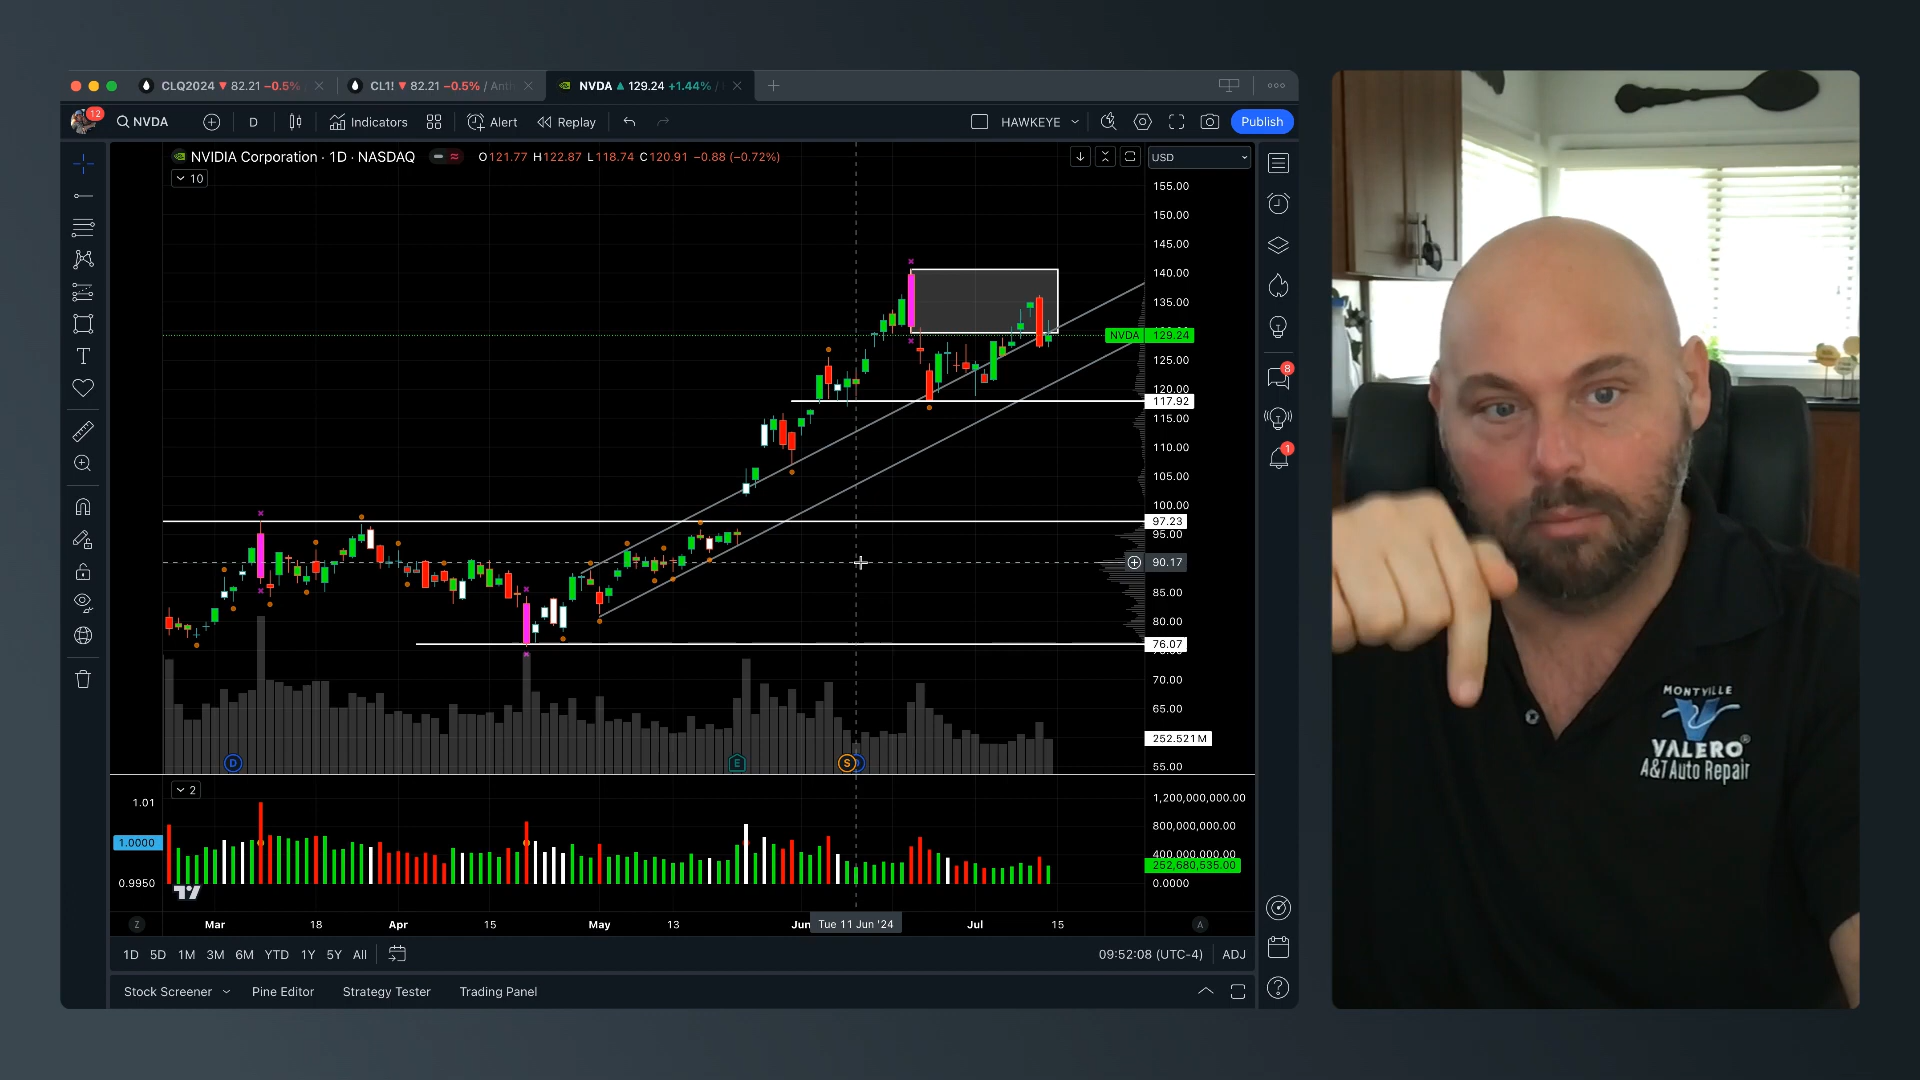 CLQ2024 82.21 −0.5%
CL1! 82.21 −0.5% / Anti
NVDA 129.24 +1.44% /
12
NVDA
D
Indicators
Alert
Replay
HAWKEYE
Publish
NVIDIA Corporation · 1D · NASDAQ
O121.77 H122.87 L118.74 C120.91 −0.88 (−0.72%)
USD
10
155.00
150.00
145.00
140.00
135.00
NVDA 129.24
125.00
120.00
117.92
115.00
110.00
105.00
100.00
97.23
95.00
90.17
85.00
80.00
76.07
70.00
65.00
252.521M
55.00
8
1
D
E
S
2
1.01
1.0000
0.9950
1,200,000,000.00
800,000,000.00
400,000,000.00
252,680,535.00
0.0000
Z
Mar 18 Apr 15 May 13 Jun Tue 11 Jun '24 Jul 15
A
1D 5D 1M 3M 6M YTD 1Y 5Y All
09:52:08 (UTC-4) ADJ
Stock Screener Pine Editor Strategy Tester Trading Panel
MONTVILLE
VALERO®
A&T Auto Repair